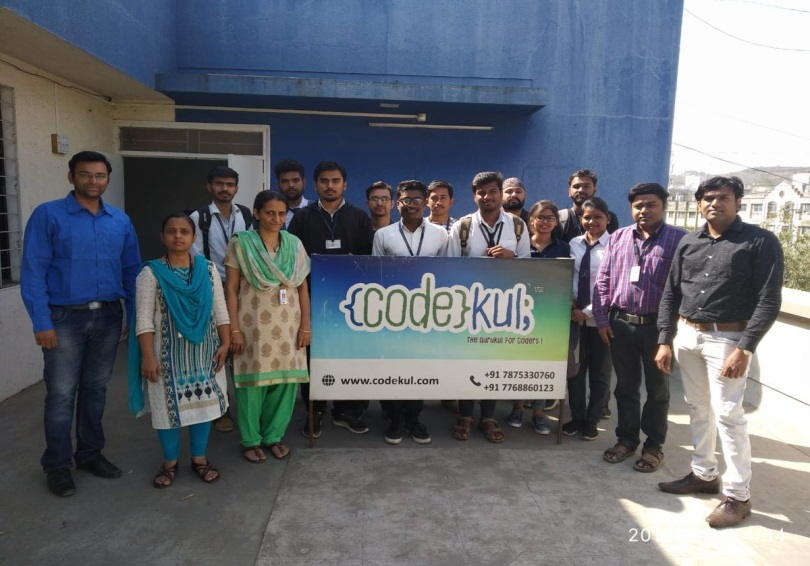 {code}kul;
THE GURUKUL FOR CODERS !
www.codekul.com
+91 7875330760
+91 7768860123